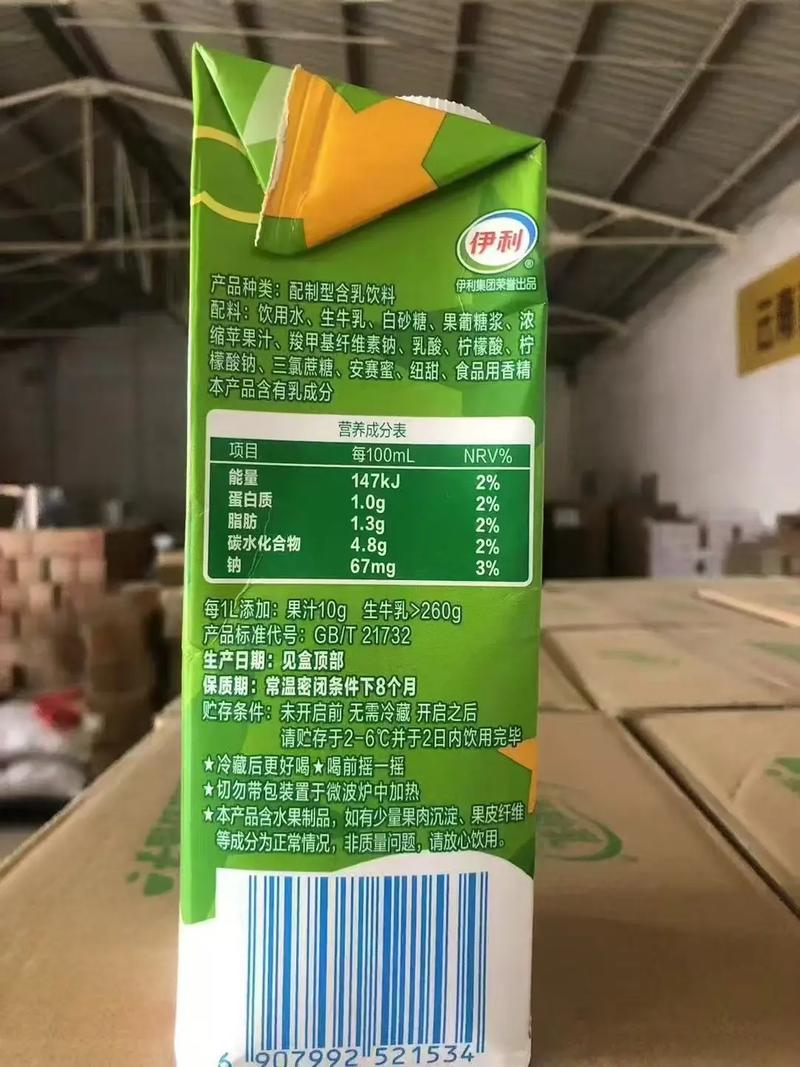 伊利
®
伊利集团荣誉出品
产品种类：配制型含乳饮料
配料：饮用水、生牛乳、白砂糖、果葡糖浆、浓
缩苹果汁、羧甲基纤维素钠、乳酸、柠檬酸、柠
檬酸钠、三氯蔗糖、安赛蜜、纽甜、食品用香精
本产品含有乳成分
营养成分表
项目 每100mL NRV%
能量 147kJ 2%
蛋白质 1.0g 2%
脂肪 1.3g 2%
碳水化合物 4.8g 2%
钠 67mg 3%
每1L添加：果汁10g 生牛乳>260g
产品标准代号：GB/T 21732
生产日期：见盒顶部
保质期：常温密闭条件下8个月
贮存条件：未开启前 无需冷藏 开启之后
请贮存于2-6℃并于2日内饮用完毕
★冷藏后更好喝★喝前摇一摇
★切勿带包装置于微波炉中加热
★本产品含水果制品，如有少量果肉沉淀、果皮纤维
等成分为正常情况，非质量问题，请放心饮用。
6 907992 521534